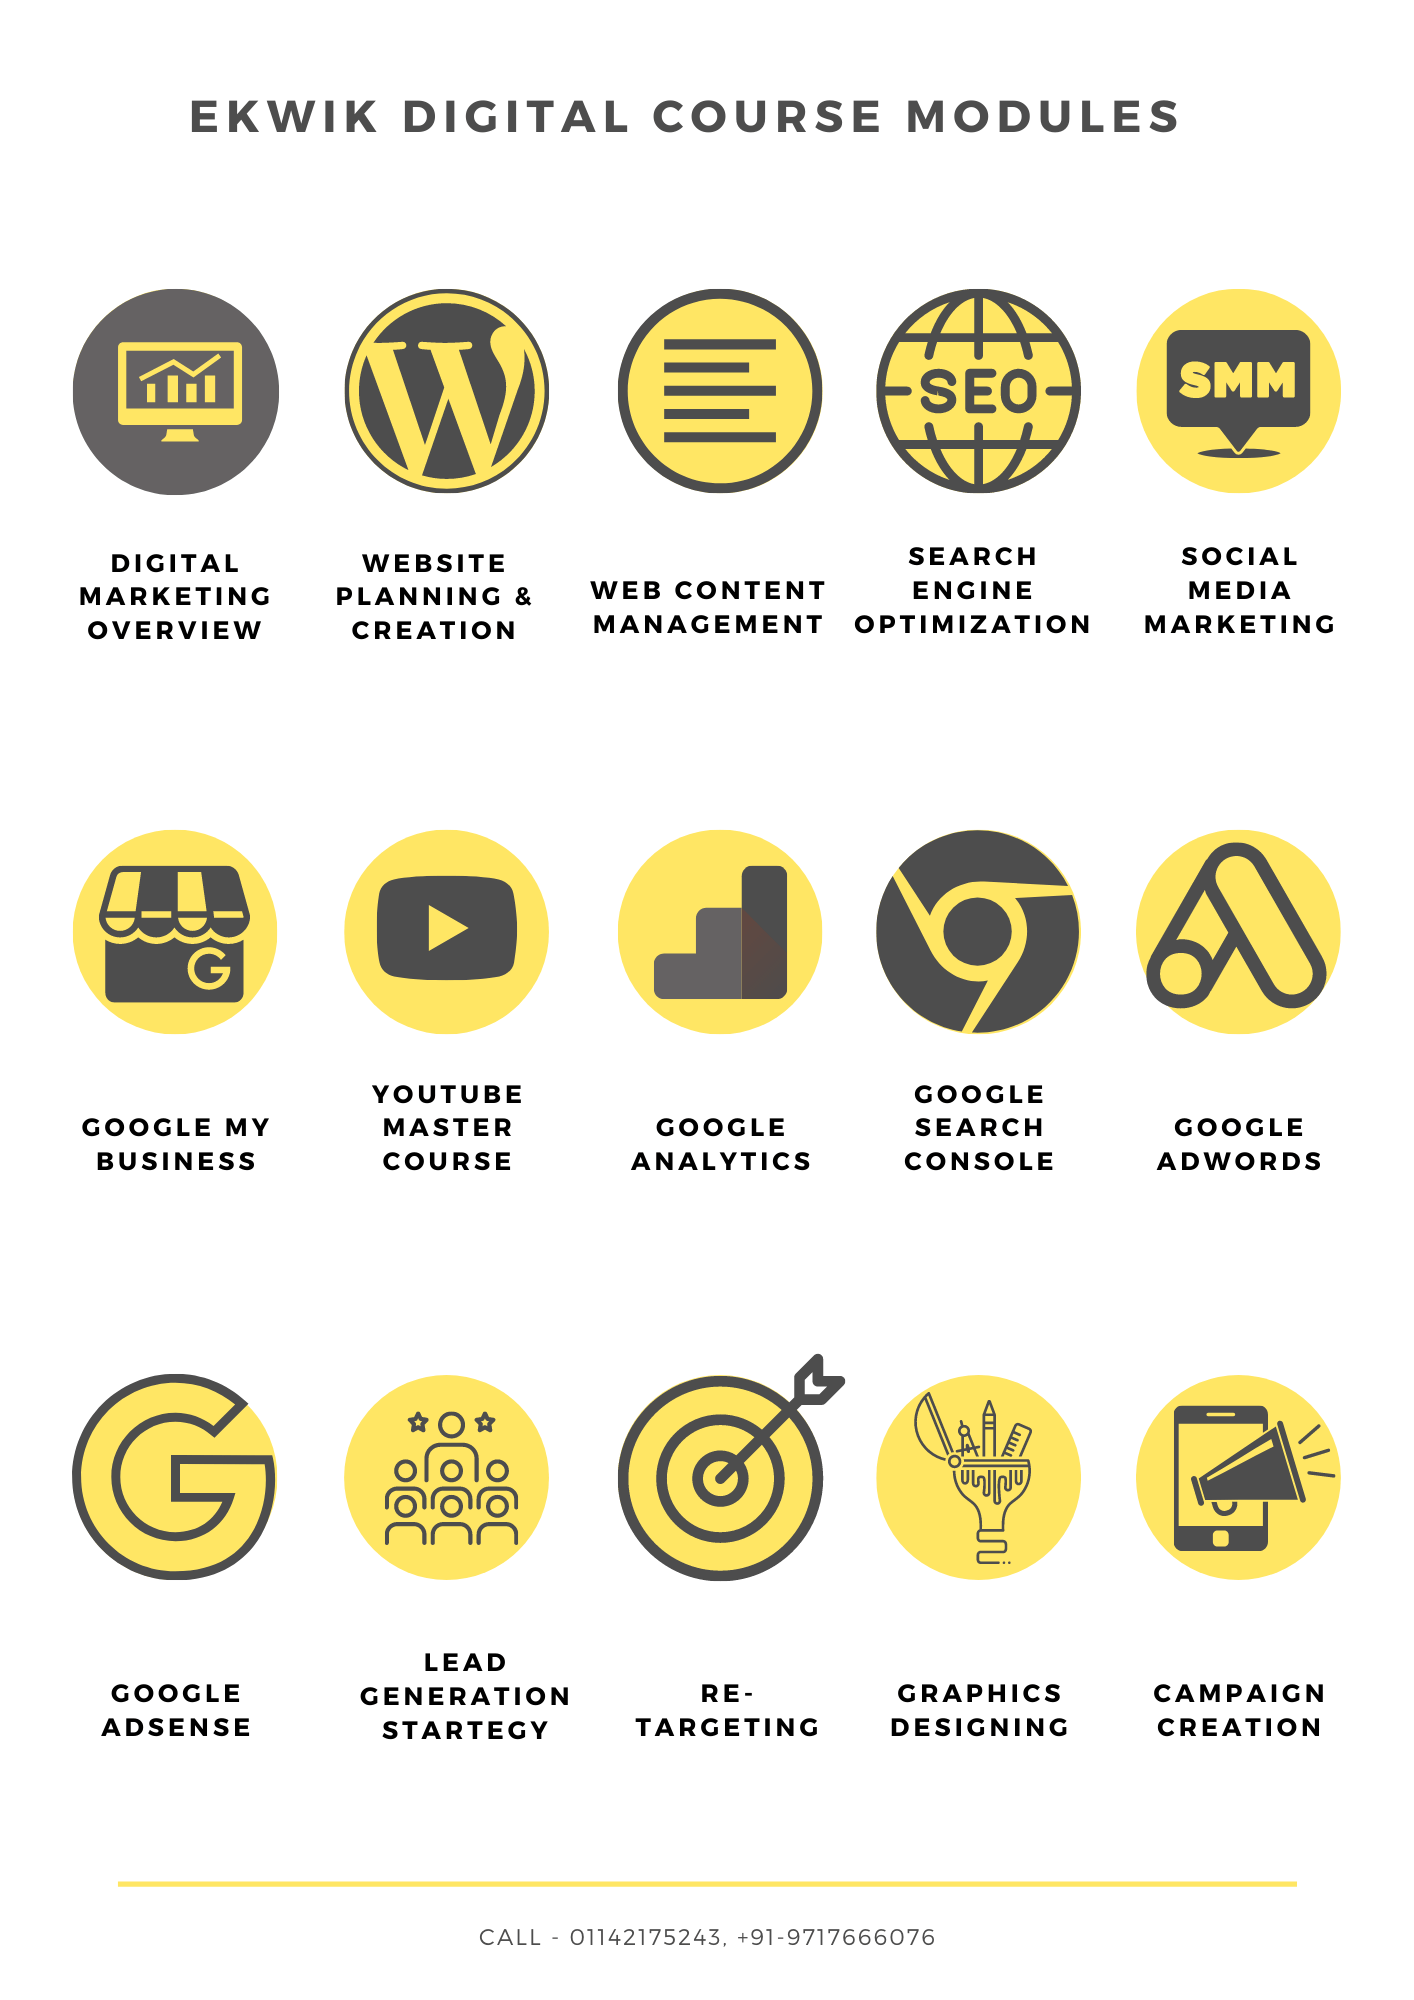 EKWIK DIGITAL COURSE MODULES
SEO
SMM
DIGITAL
MARKETING
OVERVIEW
WEBSITE
PLANNING &
CREATION
WEB CONTENT
MANAGEMENT
SEARCH
ENGINE
OPTIMIZATION
SOCIAL
MEDIA
MARKETING
GOOGLE MY
BUSINESS
YOUTUBE
MASTER
COURSE
GOOGLE
ANALYTICS
GOOGLE
SEARCH
CONSOLE
GOOGLE
ADWORDS
GOOGLE
ADSENSE
LEAD
GENERATION
STARTEGY
RE-
TARGETING
GRAPHICS
DESIGNING
CAMPAIGN
CREATION
CALL - 01142175243, +91-9717666076